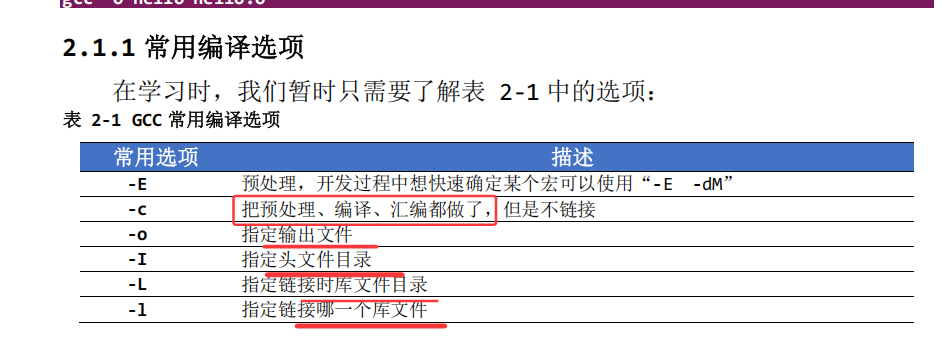 gcc -o hello hello.o
2.1.1 常用编译选项
在学习时，我们暂时只需要了解表 2-1 中的选项：
表 2-1 GCC 常用编译选项
常用选项 描述
-E 预处理，开发过程中想快速确定某个宏可以使用“-E -dM”
-c 把预处理、编译、汇编都做了，但是不链接
-o 指定输出文件
-I 指定头文件目录
-L 指定链接时库文件目录
-l 指定链接哪一个库文件